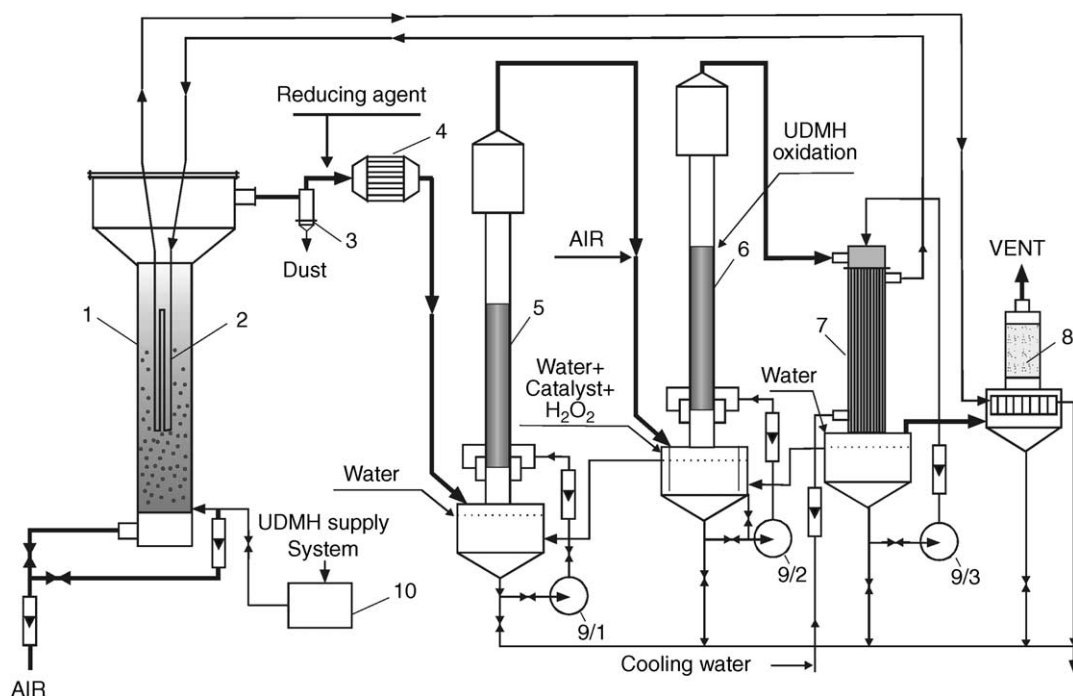 Reducing agent
4
UDMH
oxidation
3
Dust
AIR
6
VENT
1
2
5
7
8
Water+
Catalyst+
H₂O₂
Water
Water
UDMH supply
System
10
9/1
9/2
9/3
Cooling water
AIR